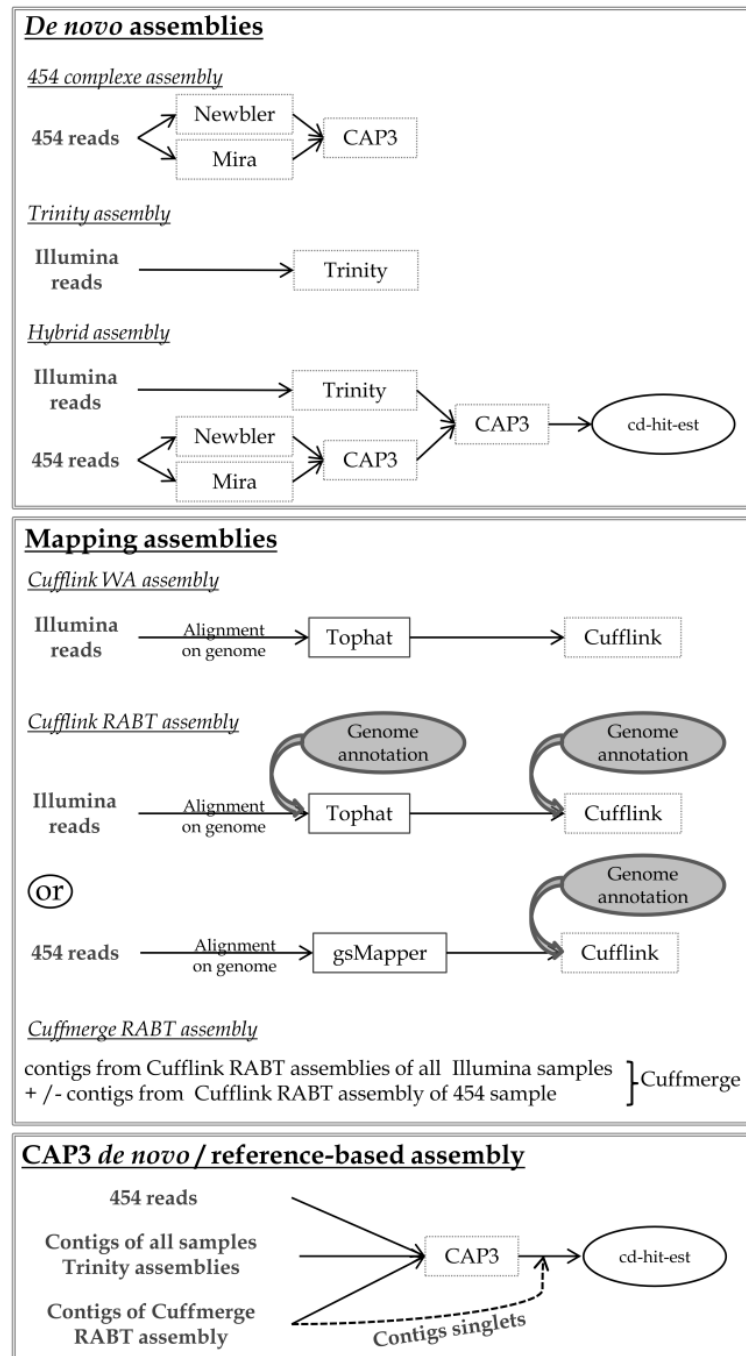 De novo assemblies
454 complexe assembly
454 reads
Newbler
Mira
CAP3
Trinity assembly
Illumina
reads
Trinity
Hybrid assembly
Illumina
reads
Trinity
454 reads
Newbler
Mira
CAP3
CAP3
cd-hit-est
Mapping assemblies
Cufflink WA assembly
Illumina
reads
Alignment
on genome
Tophat
Cufflink
Cufflink RABT assembly
Genome
annotation
Genome
annotation
Illumina
reads
Alignment
on genome
Tophat
Cufflink
or
Genome
annotation
454 reads
Alignment
on genome
gsMapper
Cufflink
Cuffmerge RABT assembly
contigs from Cufflink RABT assemblies of all Illumina samples
+ /- contigs from Cufflink RABT assembly of 454 sample
Cuffmerge
CAP3 de novo / reference-based assembly
454 reads
Contigs of all samples
Trinity assemblies
Contigs of Cuffmerge
RABT assembly
CAP3
cd-hit-est
Contigs singlets